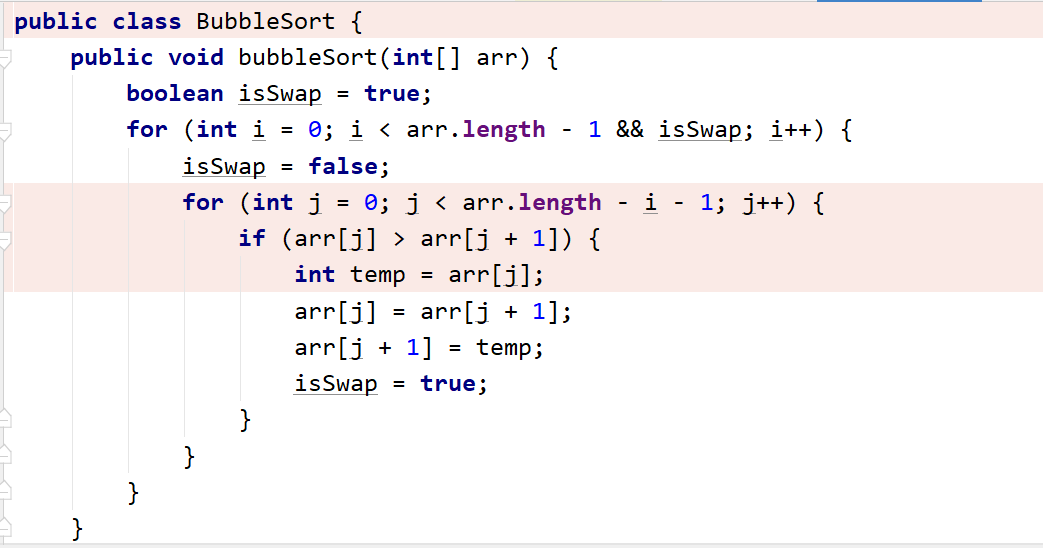 public class BubbleSort {
    public void bubbleSort(int[] arr) {
        boolean isSwap = true;
        for (int i = 0; i < arr.length - 1 && isSwap; i++) {
            isSwap = false;
            for (int j = 0; j < arr.length - i - 1; j++) {
                if (arr[j] > arr[j + 1]) {
                    int temp = arr[j];
                    arr[j] = arr[j + 1];
                    arr[j + 1] = temp;
                    isSwap = true;
                }
            }
        }
    }